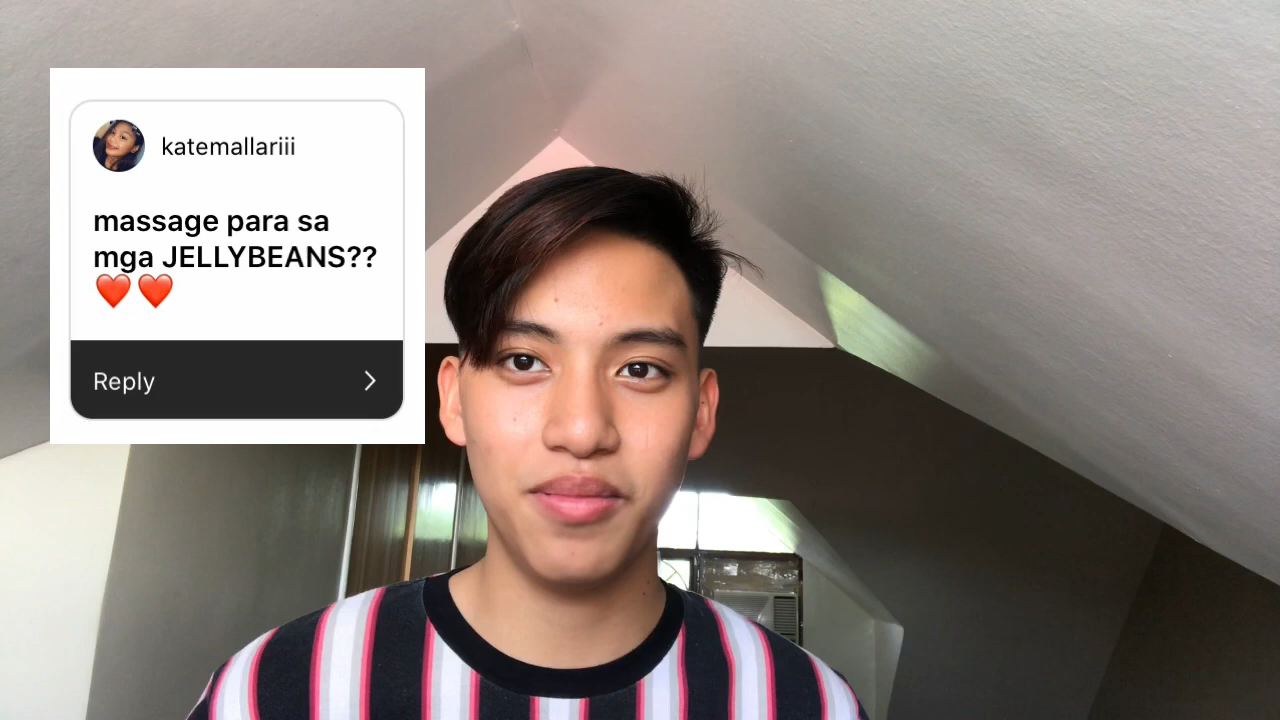 katemallariii
massage para sa
mga JELLYBEANS??
❤️❤️
Reply